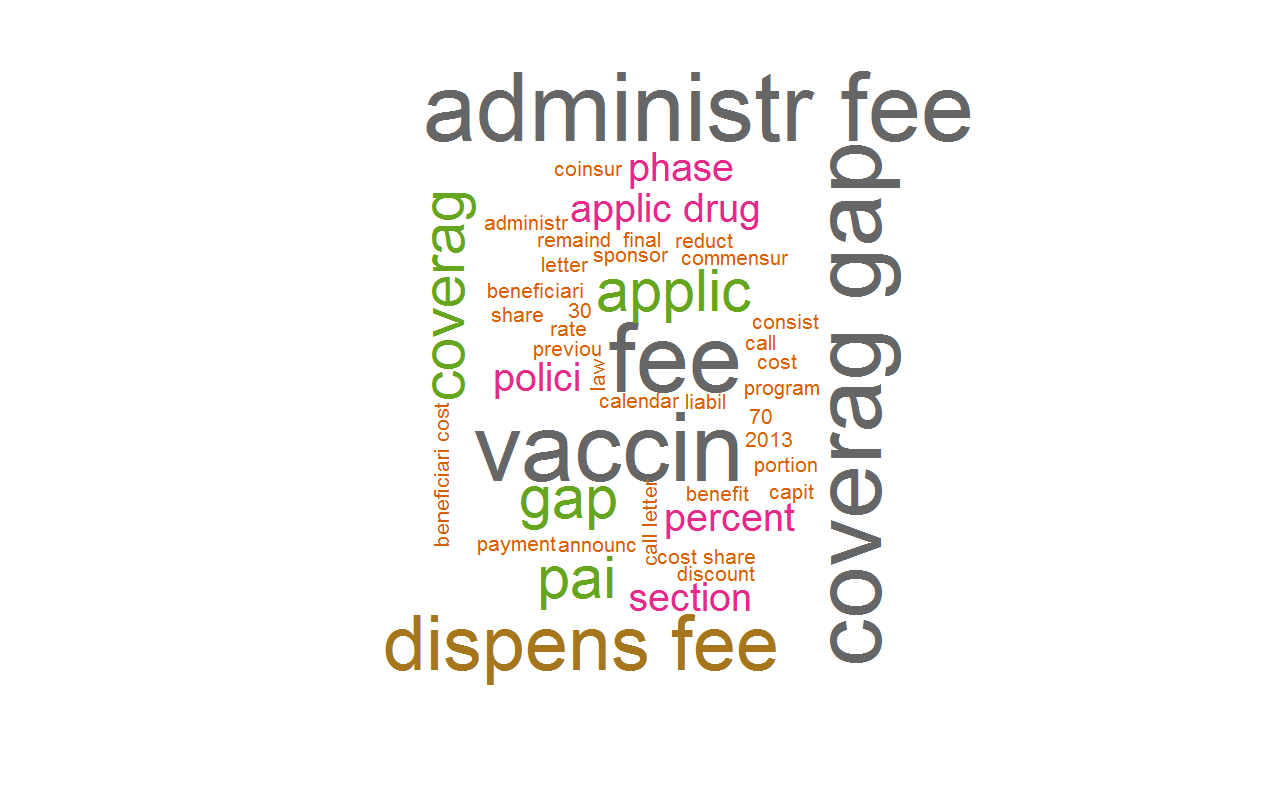 administr fee
coinsur
phase
coverag
applic drug
administr
remaind
final
reduct
sponsor
commensur
letter
coverag gap
applic
beneficiari
share
30
rate
consist
previou
fee
call
cost
law
polici
program
calendar
liabil
beneficiari cost
70
vaccin
2013
portion
gap
call letter
benefit
capit
percent
payment
announc
cost share
pai
discount
section
dispens fee